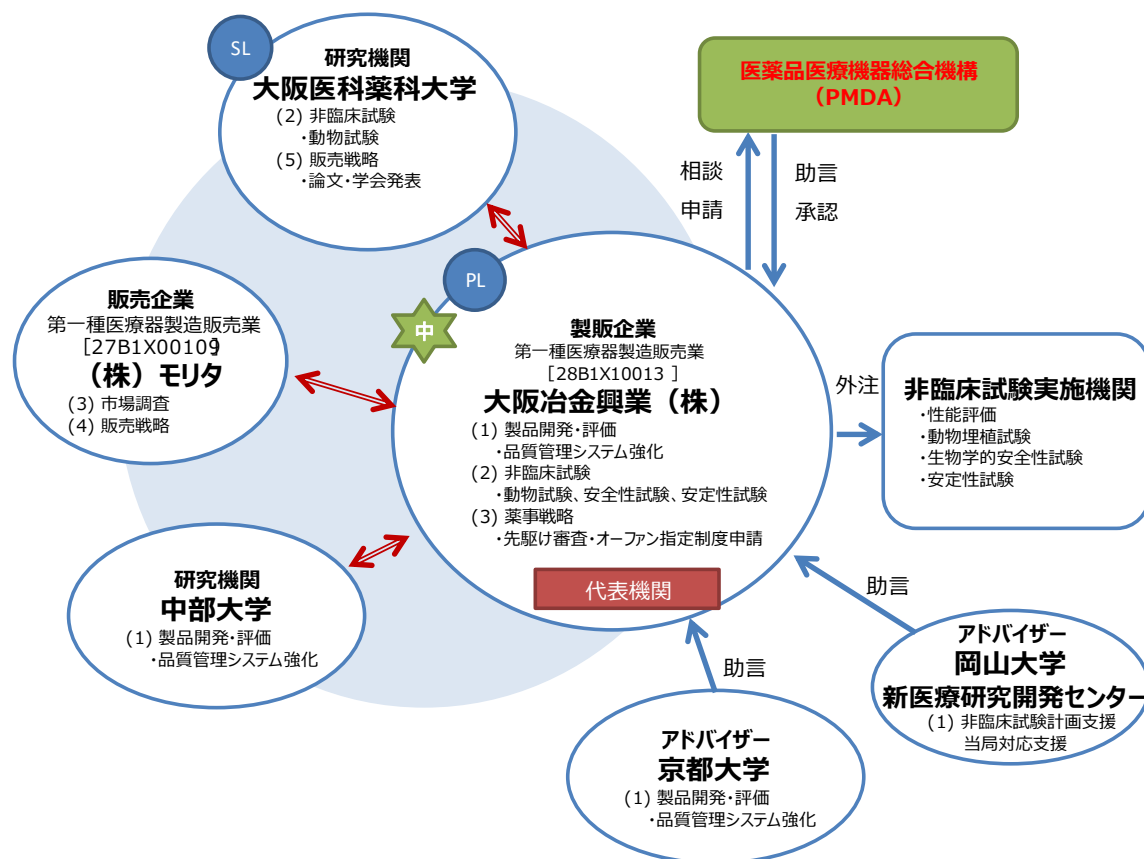 SL
研究機関
大阪医科薬科大学
(2) 非臨床試験
・動物試験
(5) 販売戦略
・論文・学会発表
医薬品医療機器総合機構
（PMDA）
相談
申請
助言
承認
販売企業
第一種医療器製造販売業
[27B1X00109]
（株）モリタ
(3) 市場調査
(4) 販売戦略
PL
中
製販企業
第一種医療器製造販売業
[28B1X10013 ]
大阪冶金興業（株）
(1) 製品開発・評価
・品質管理システム強化
(2) 非臨床試験
・動物試験、安全性試験、安定性試験
(3) 薬事戦略
・先駆け審査・オーファン指定制度申請
代表機関
外注
非臨床試験実施機関
・性能評価
・動物埋植試験
・生物学的安全性試験
・安定性試験
研究機関
中部大学
(1) 製品開発・評価
・品質管理システム強化
助言
アドバイザー
京都大学
(1) 製品開発・評価
・品質管理システム強化
助言
アドバイザー
岡山大学
新医療研究開発センター
(1) 非臨床試験計画支援
当局対応支援